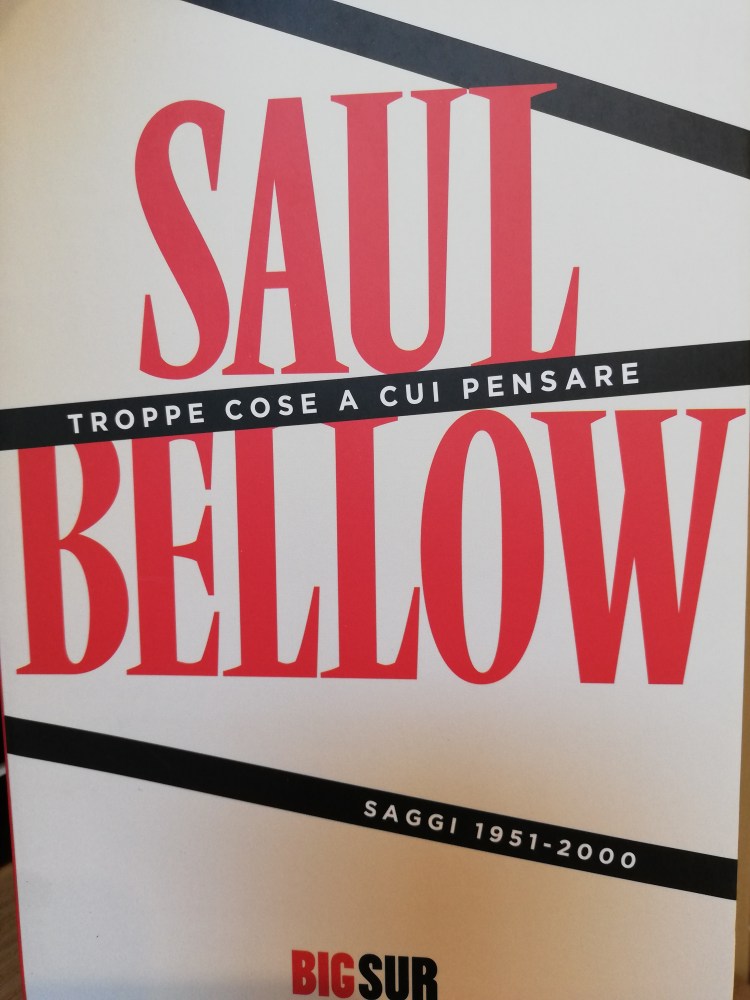 SAUL
TROPPE COSE A CUI PENSARE
BELLOW
SAGGI 1951-2000
BIGSUR